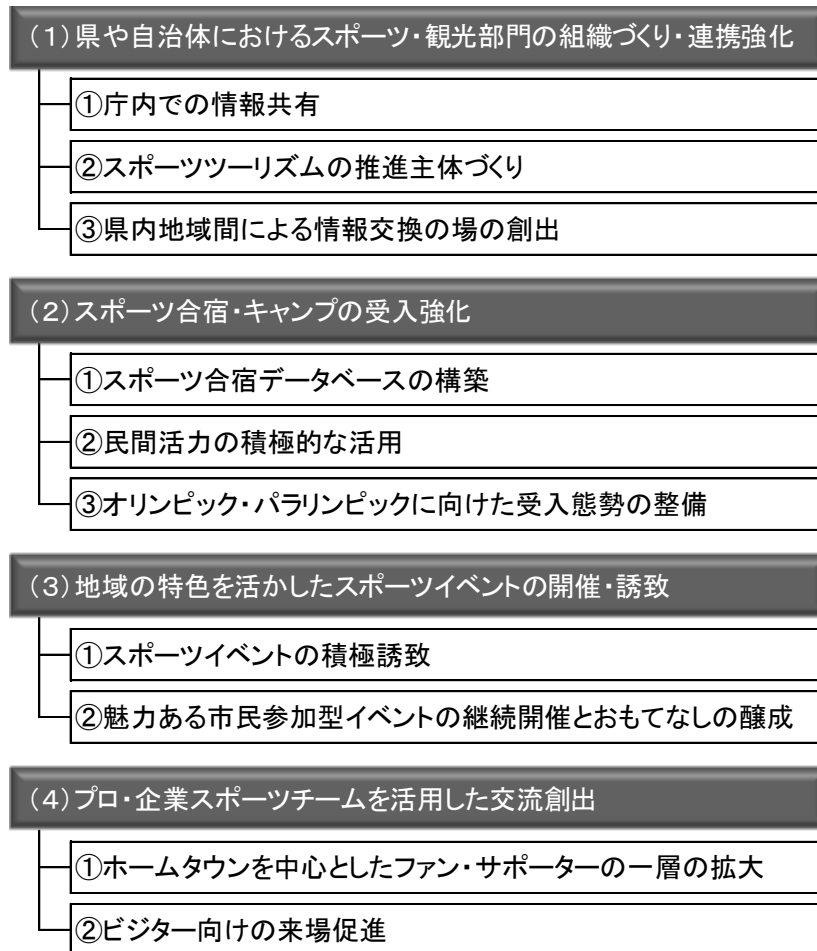 （1）県や自治体におけるスポーツ・観光部門の組織づくり・連携強化
①庁内での情報共有
②スポーツツーリズムの推進主体づくり
③県内地域間による情報交換の場の創出
（2）スポーツ合宿・キャンプの受入強化
①スポーツ合宿データベースの構築
②民間活力の積極的な活用
③オリンピック・パラリンピックに向けた受入態勢の整備
（3）地域の特色を活かしたスポーツイベントの開催・誘致
①スポーツイベントの積極誘致
②魅力ある市民参加型イベントの継続開催とおもてなしの醸成
（4）プロ・企業スポーツチームを活用した交流創出
①ホームタウンを中心としたファン・サポーターの一層の拡大
②ビジター向けの来場促進